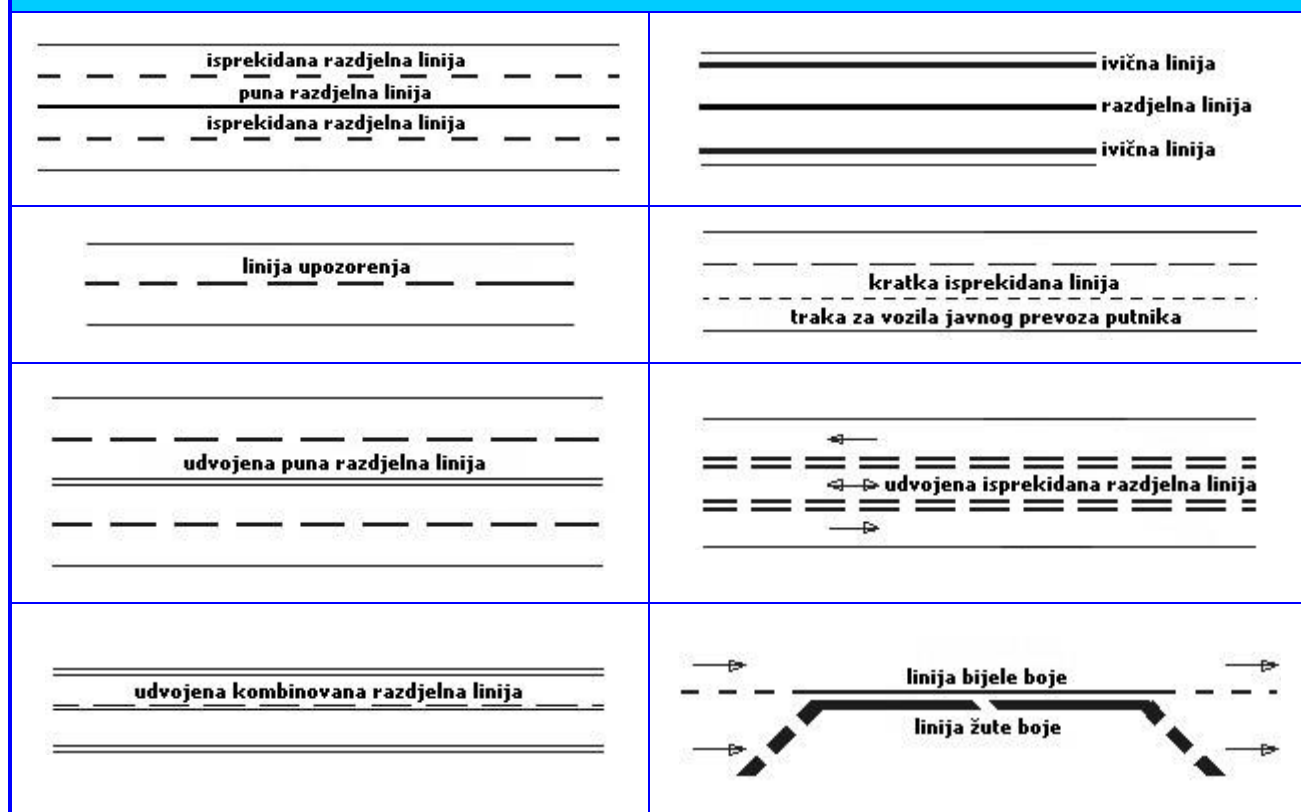 isprekidana razdjelna linija
puna razdjelna linija
isprekidana razdjelna linija
ivična linija
razdjelna linija
ivična linija
linija upozorenja
kratka isprekidana linija
traka za vozila javnog prevoza putnika
udvojena puna razdjelna linija
udvojena isprekidana razdjelna linija
udvojena kombinovana razdjelna linija
linija bijele boje
linija žute boje